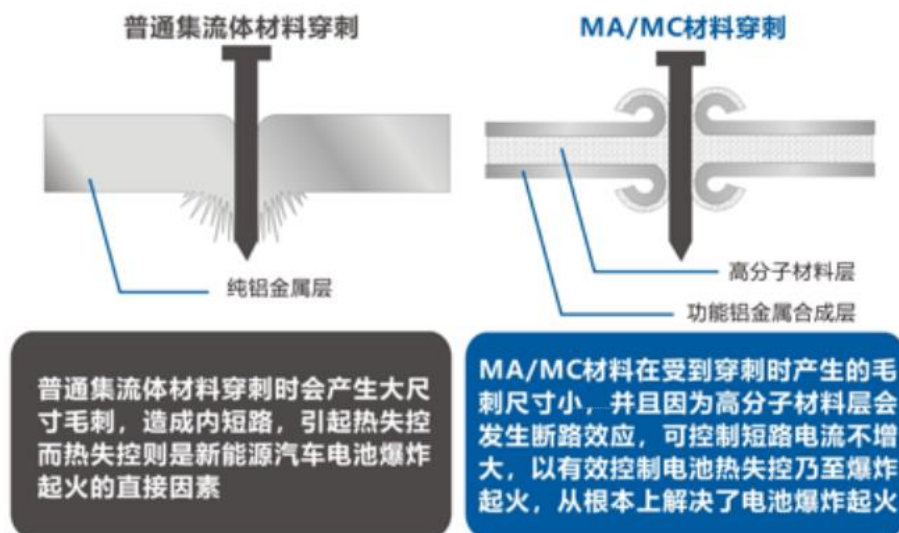 普通集流体材料穿刺
MA/MC材料穿刺
纯铝金属层
高分子材料层
功能铝金属合成层
普通集流体材料穿刺时会产生大尺
寸毛刺，造成内短路，引起热失控
而热失控则是新能源汽车电池爆炸
起火的直接因素
MA/MC材料在受到穿刺时产生的毛
刺尺寸小，并且因为高分子材料层会
发生断路效应，可控制短路电流不增
大，以有效控制电池热失控乃至爆炸
起火，从根本上解决了电池爆炸起火